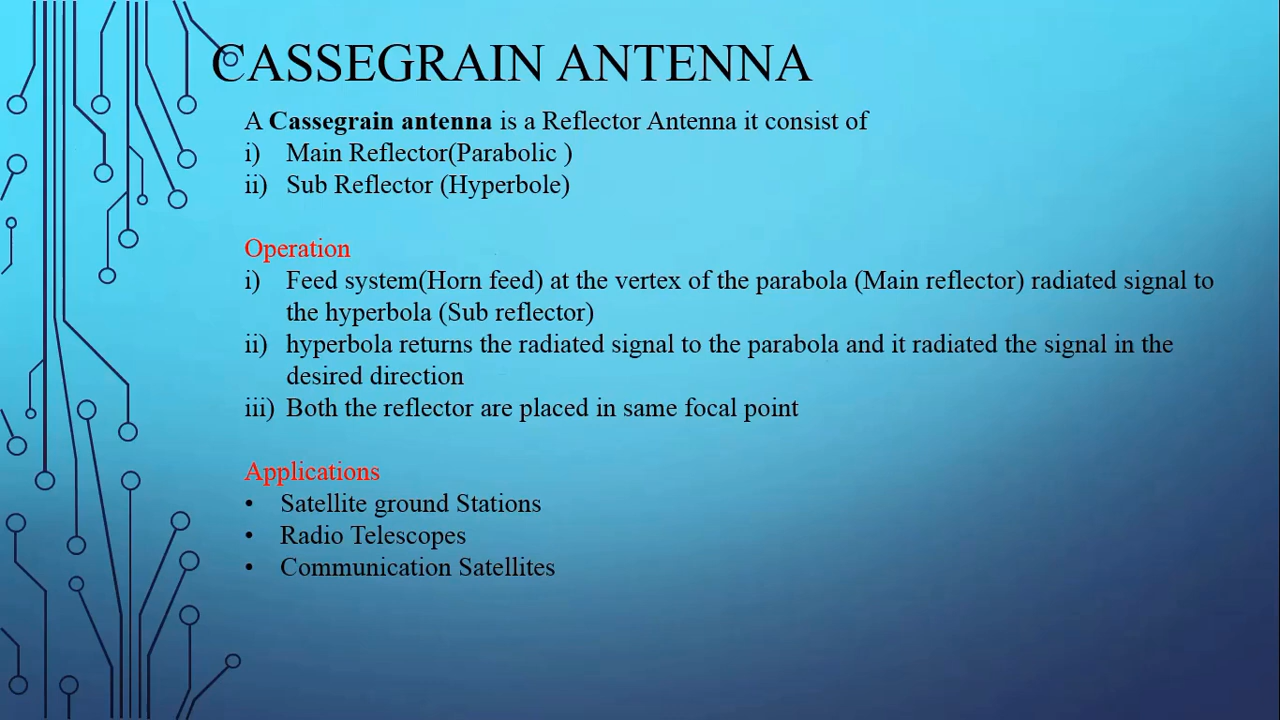 CASSEGRAIN ANTENNA
A Cassegrain antenna is a Reflector Antenna it consist of
i) Main Reflector(Parabolic )
ii) Sub Reflector (Hyperbole)
Operation
i) Feed system(Horn feed) at the vertex of the parabola (Main reflector) radiated signal to
the hyperbola (Sub reflector)
ii) hyperbola returns the radiated signal to the parabola and it radiated the signal in the
desired direction
iii) Both the reflector are placed in same focal point
Applications
• Satellite ground Stations
• Radio Telescopes
• Communication Satellites